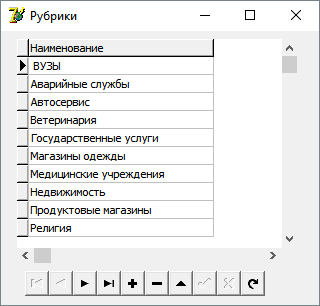 Рубрики
Наименование
ВУЗЫ
Аварийные службы
Автосервис
Ветеринария
Государственные услуги
Магазины одежды
Медицинские учреждения
Недвижимость
Продуктовые магазины
Религия